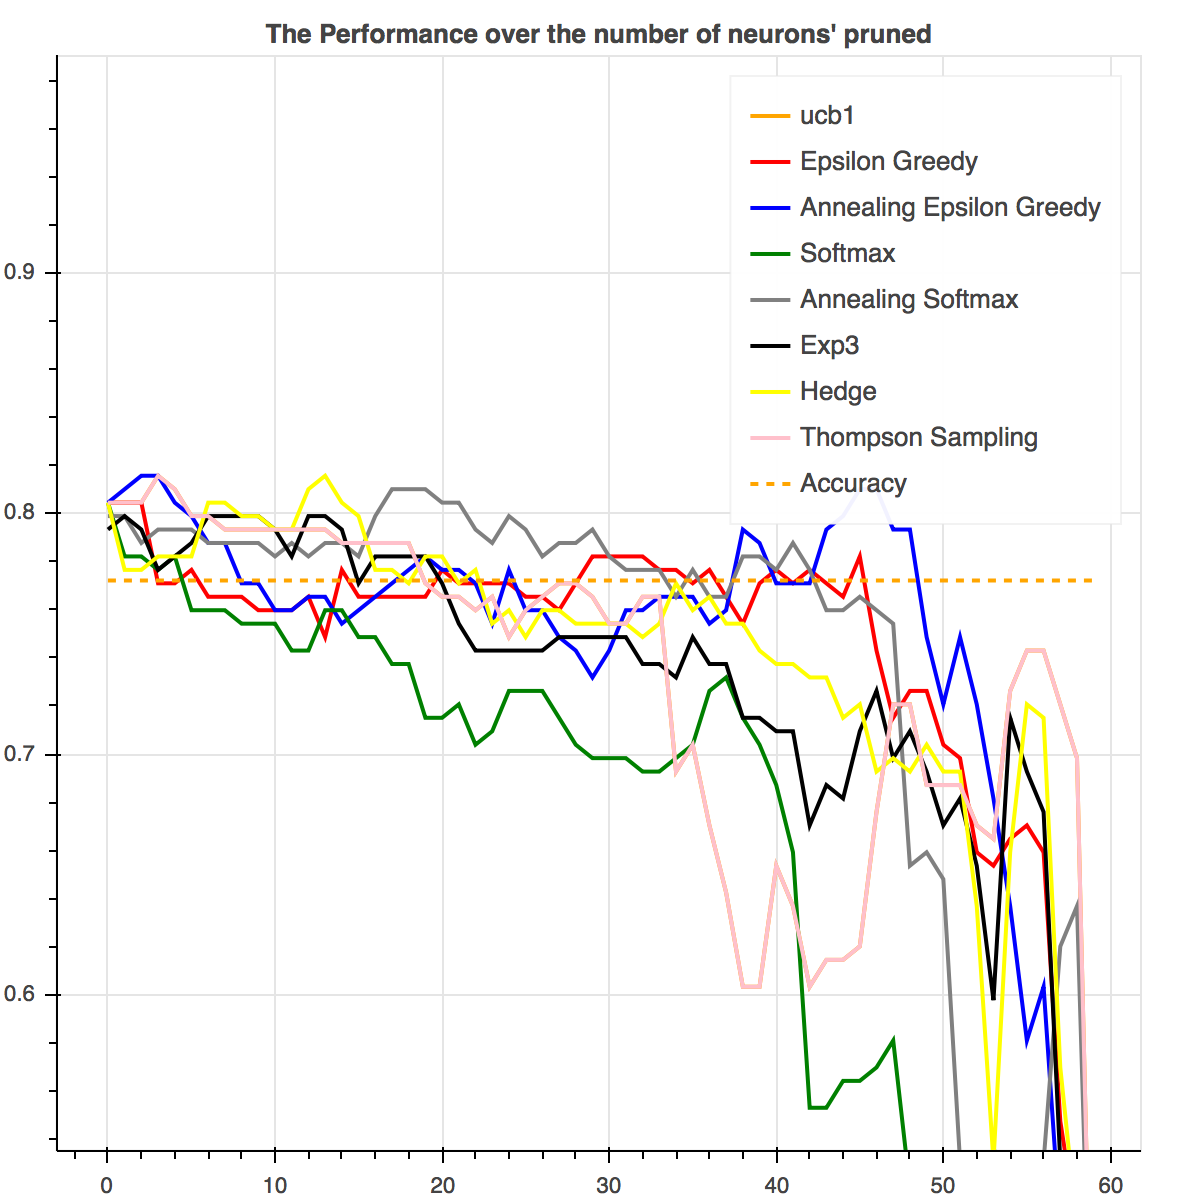 The Performance over the number of neurons' pruned
ucb1
Epsilon Greedy
Annealing Epsilon Greedy
Softmax
Annealing Softmax
Exp3
Hedge
Thompson Sampling
Accuracy
0.9
0.8
0.7
0.6
0 10 20 30 40 50 60